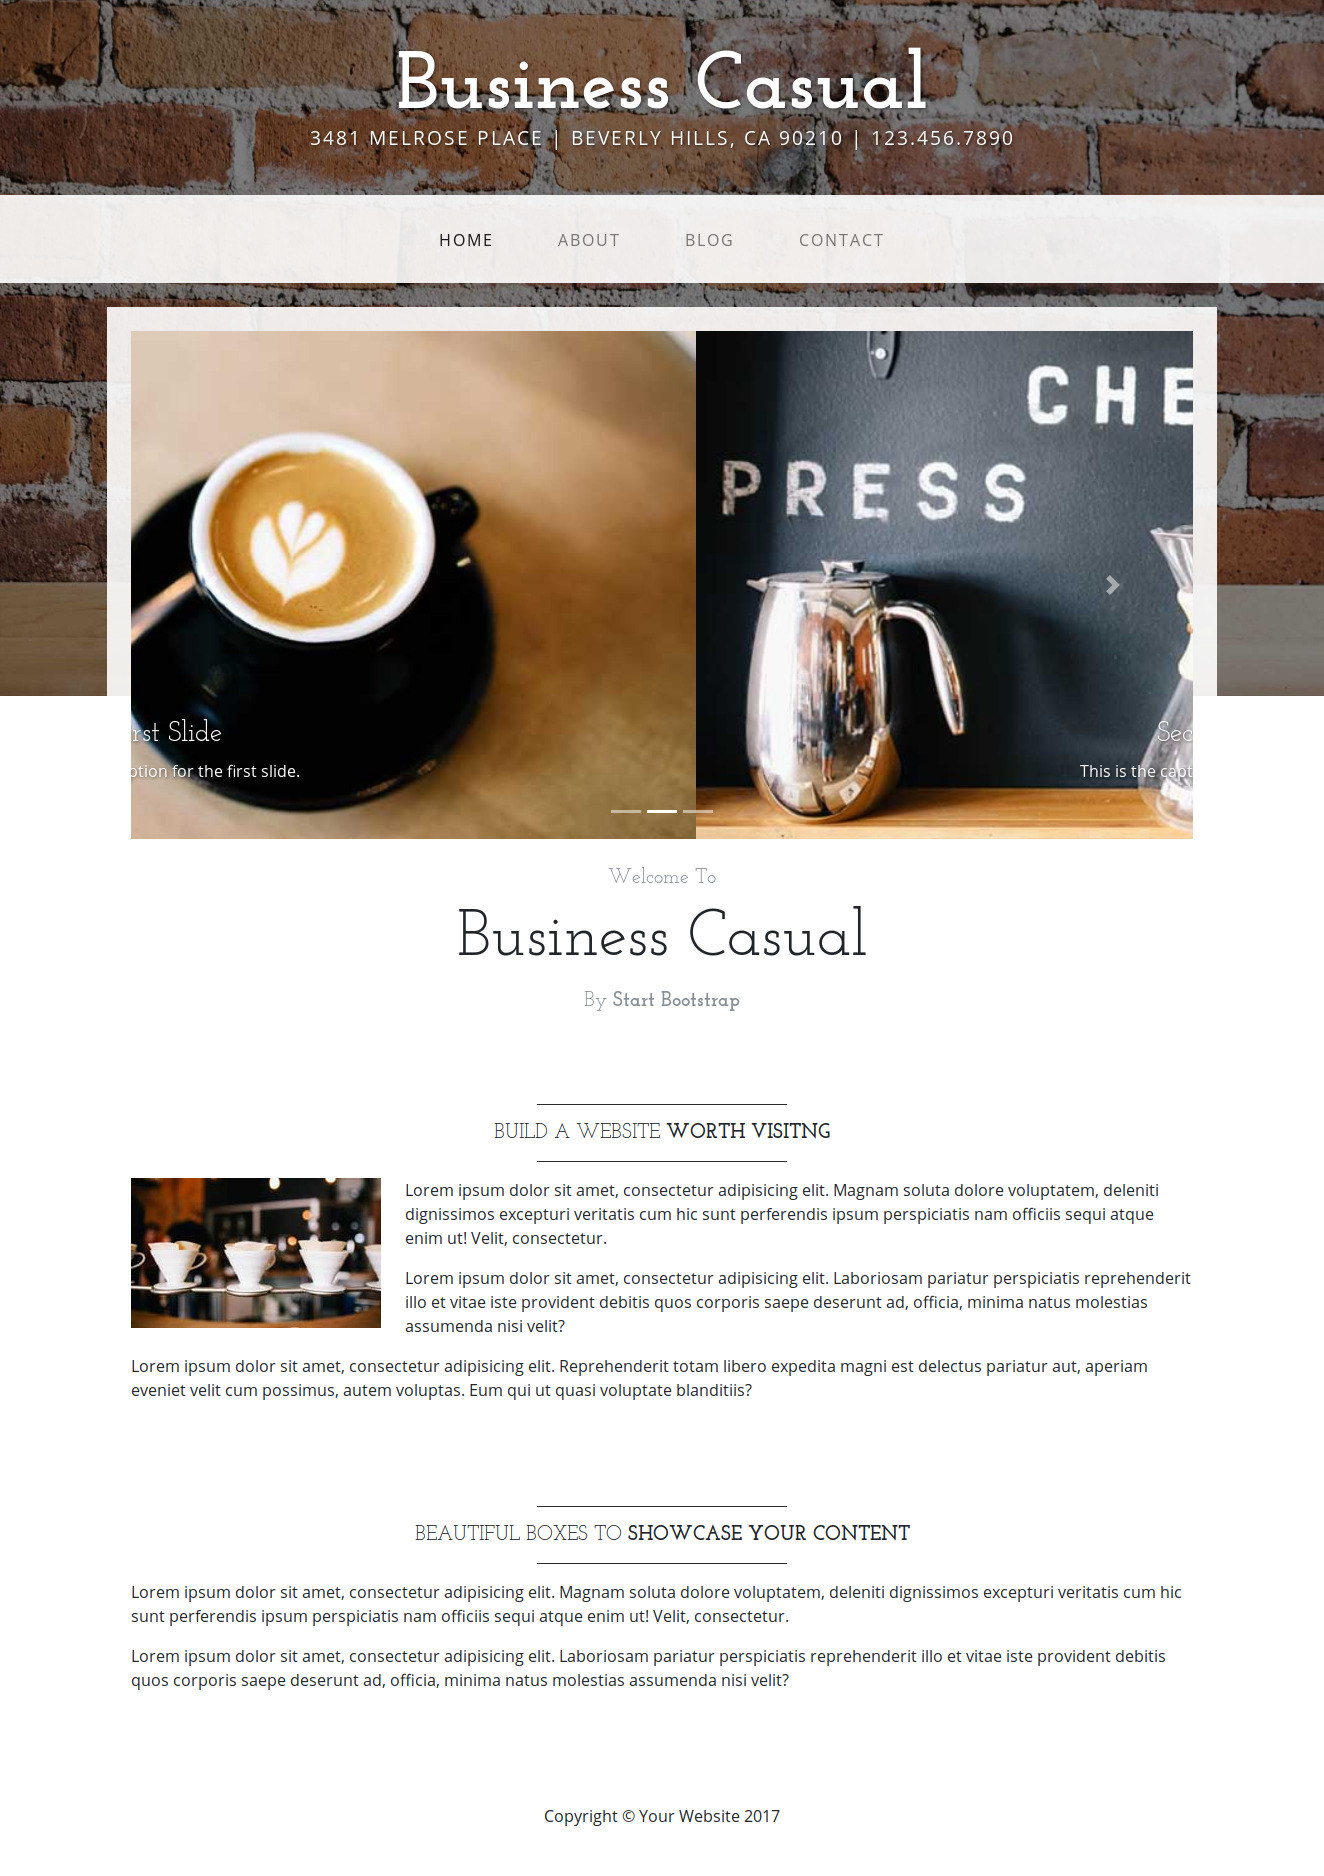 Business Casual
3481 MELROSE PLACE | BEVERLY HILLS, CA 90210 | 123.456.7890
HOME ABOUT BLOG CONTACT
CHE
PRESS
rst Slide
ption for the first slide.
Sec
This is the capt
Welcome To
Business Casual
By Start Bootstrap
BUILD A WEBSITE WORTH VISITNG
Lorem ipsum dolor sit amet, consectetur adipisicing elit. Magnam soluta dolore voluptatem, deleniti
dignissimos excepturi veritatis cum hic sunt perferendis ipsum perspiciatis nam officiis sequi atque
enim ut! Velit, consectetur.
Lorem ipsum dolor sit amet, consectetur adipisicing elit. Laboriosam pariatur perspiciatis reprehenderit
illo et vitae iste provident debitis quos corporis saepe deserunt ad, officia, minima natus molestias
assumenda nisi velit?
Lorem ipsum dolor sit amet, consectetur adipisicing elit. Reprehenderit totam libero expedita magni est delectus pariatur aut, aperiam
eveniet velit cum possimus, autem voluptas. Eum qui ut quasi voluptate blanditiis?
BEAUTIFUL BOXES TO SHOWCASE YOUR CONTENT
Lorem ipsum dolor sit amet, consectetur adipisicing elit. Magnam soluta dolore voluptatem, deleniti dignissimos excepturi veritatis cum hic
sunt perferendis ipsum perspiciatis nam officiis sequi atque enim ut! Velit, consectetur.
Lorem ipsum dolor sit amet, consectetur adipisicing elit. Laboriosam pariatur perspiciatis reprehenderit illo et vitae iste provident debitis
quos corporis saepe deserunt ad, officia, minima natus molestias assumenda nisi velit?
Copyright © Your Website 2017